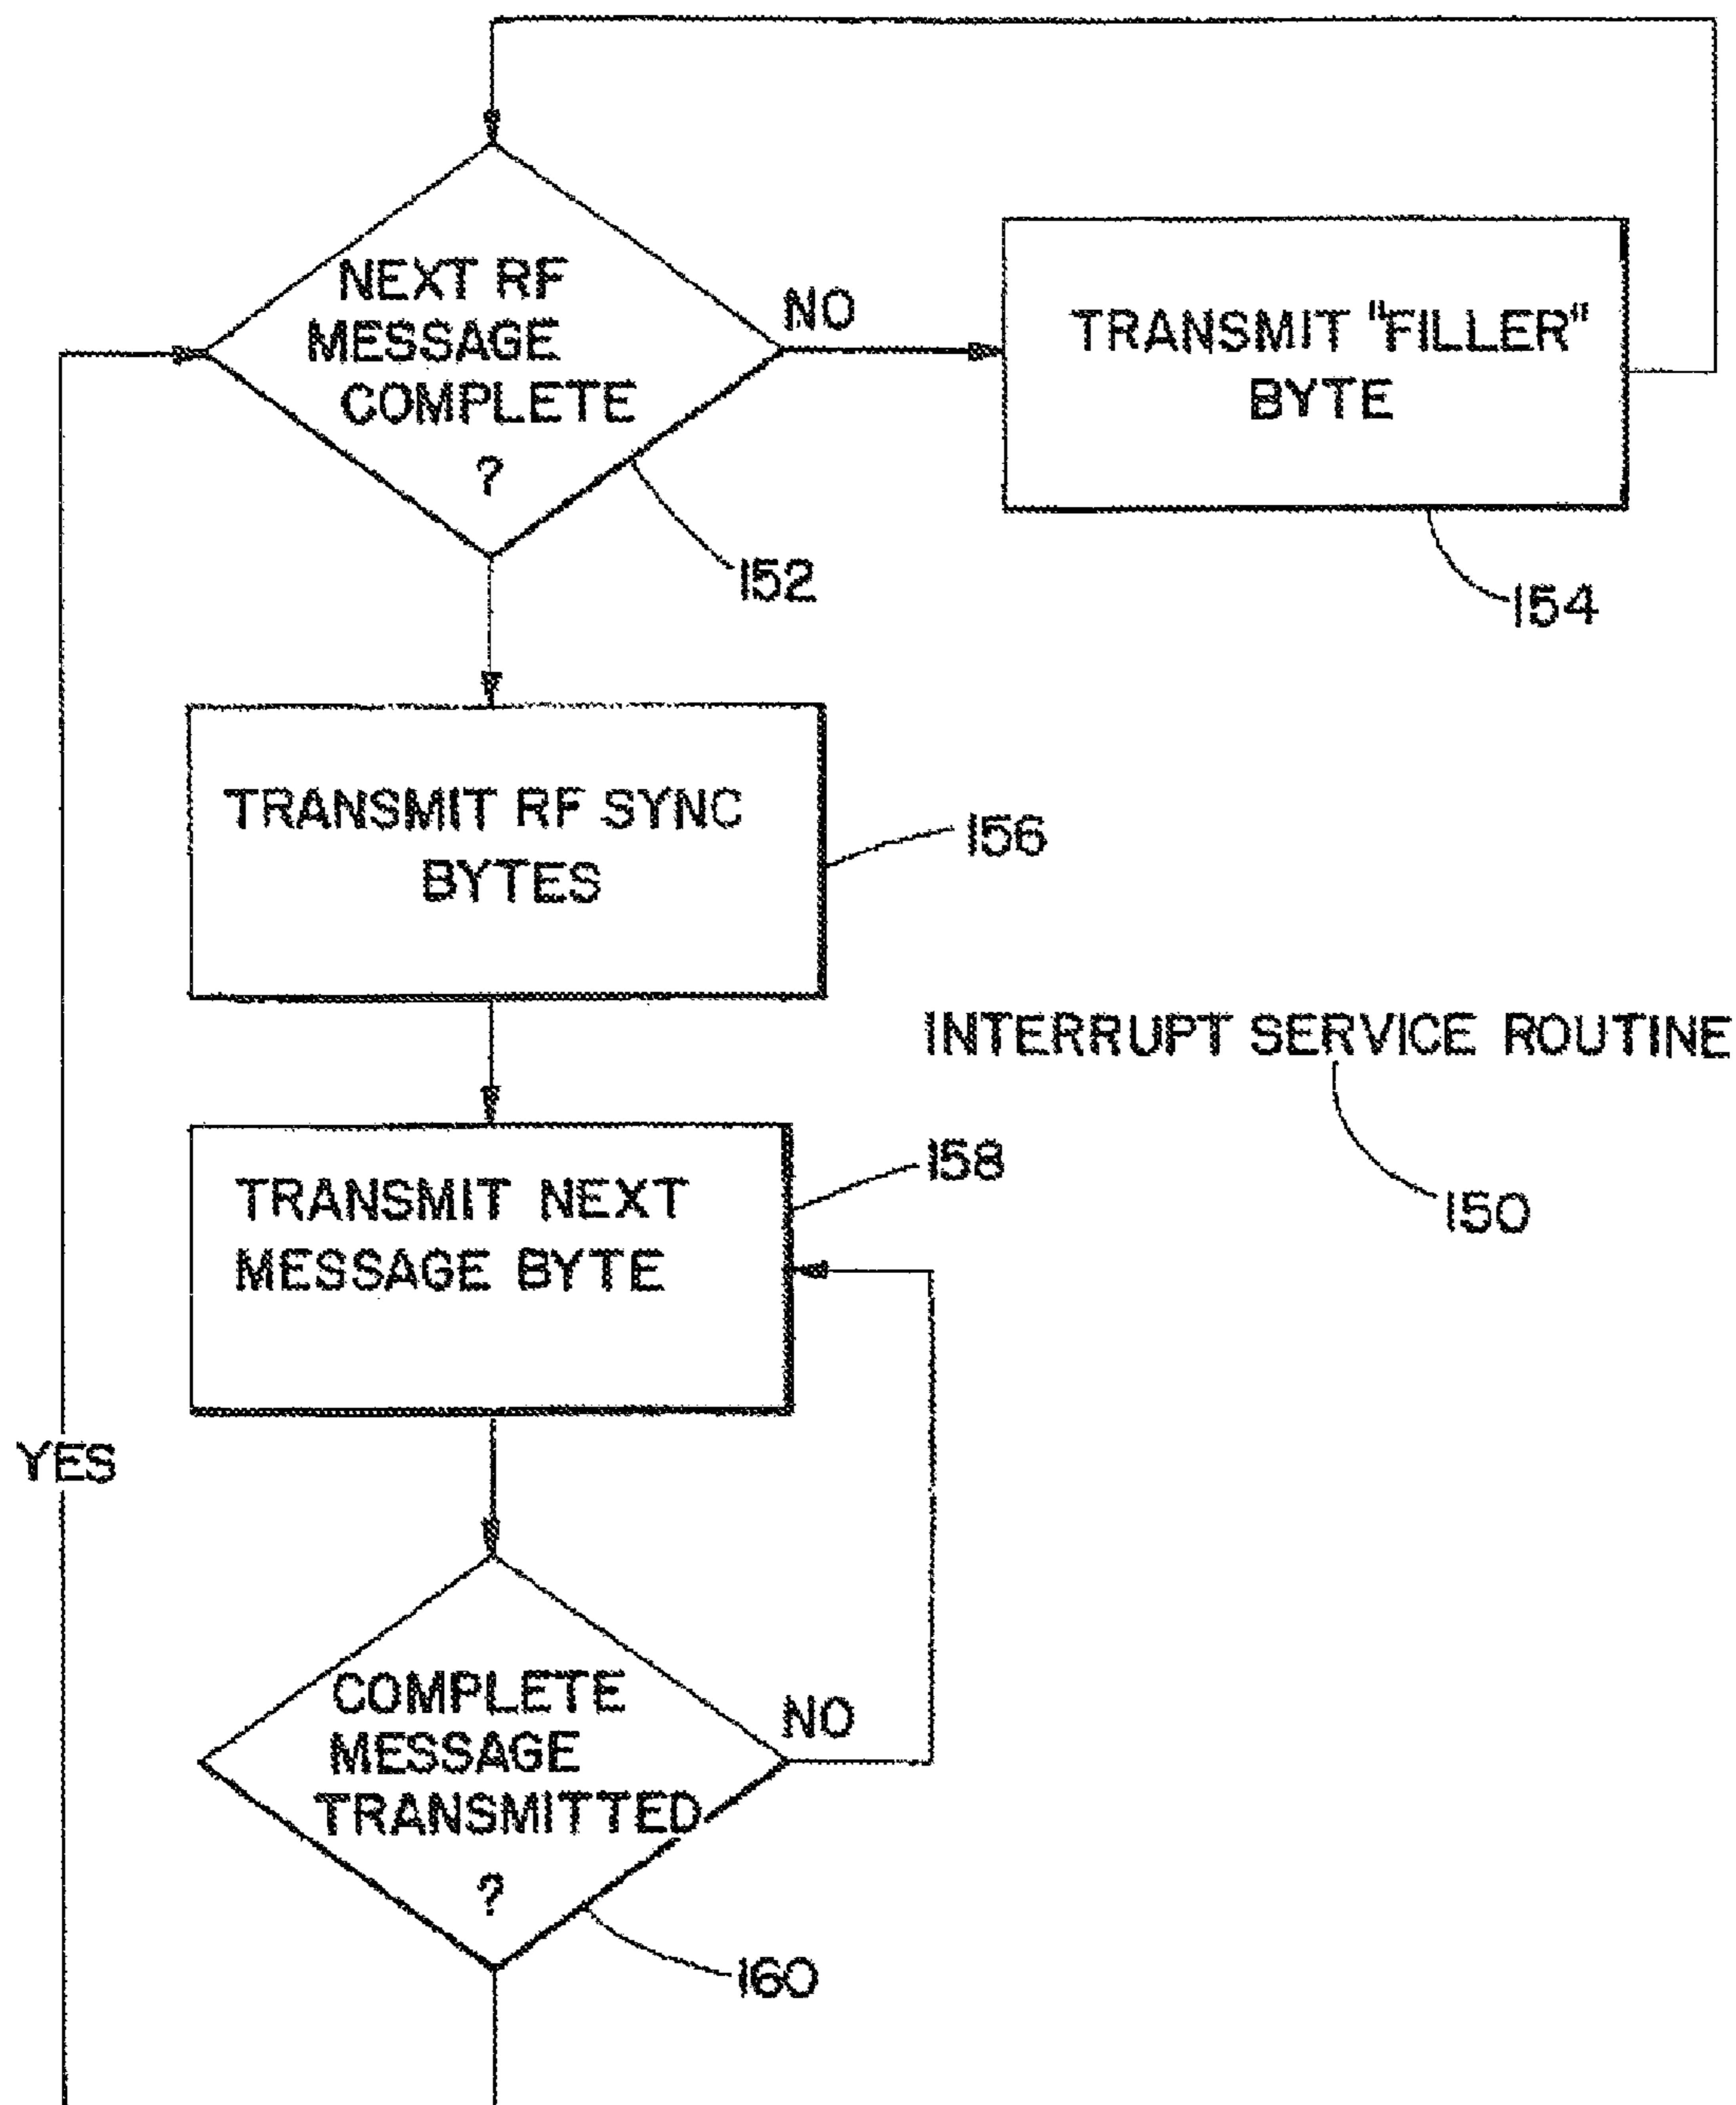 NEXT RF
MESSAGE
COMPLETE
?
NO
TRANSMIT "FILLER"
BYTE
152
154
TRANSMIT RF SYNC
BYTES
156
INTERRUPT SERVICE ROUTINE
150
TRANSMIT NEXT
MESSAGE BYTE
158
YES
COMPLETE
MESSAGE
TRANSMITTED
?
NO
160